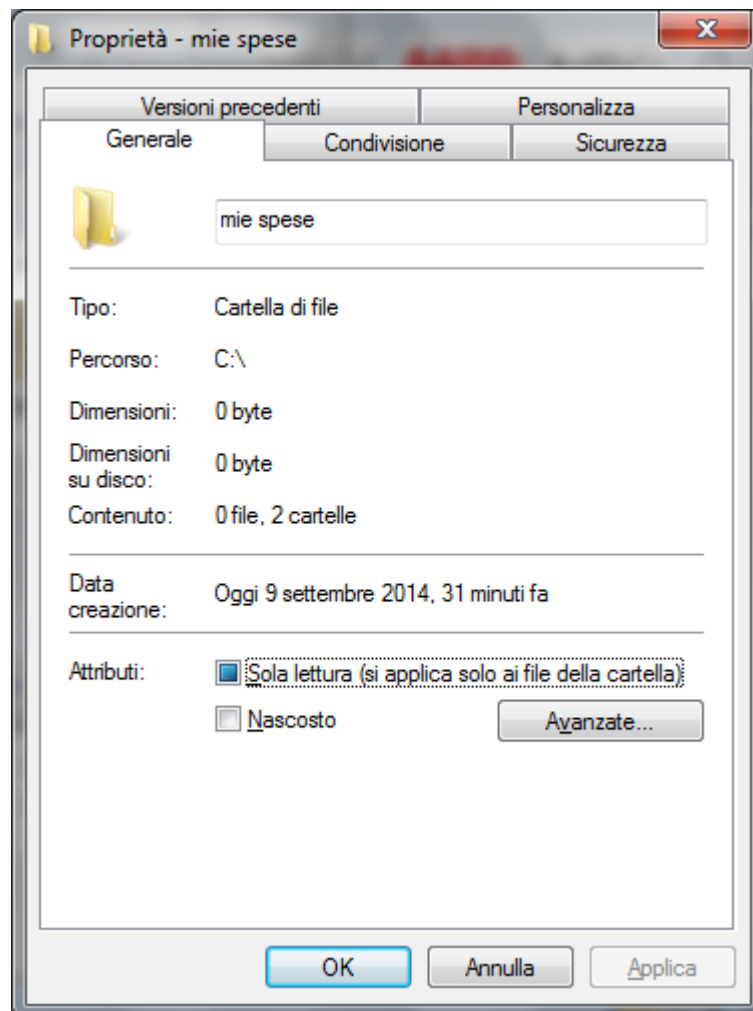 Proprietà - mie spese
Versioni precedenti
Personalizza
Generale
Condivisione
Sicurezza
mie spese
Tipo: Cartella di file
Percorso: C:\
Dimensioni: 0 byte
Dimensioni
su disco: 0 byte
Contenuto: 0 file, 2 cartelle
Data
creazione: Oggi 9 settembre 2014, 31 minuti fa
Attributi: Sola lettura (si applica solo ai file della cartella)
Nascosto
Avanzate...
OK
Annulla
Applica